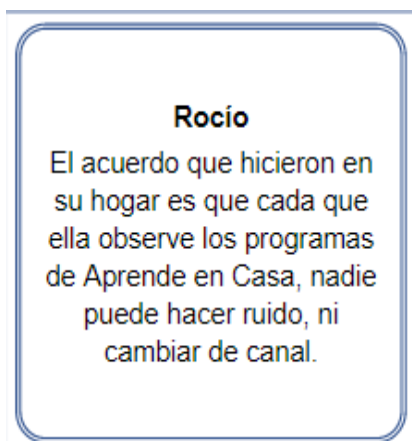 Rocío
El acuerdo que hicieron en
su hogar es que cada que
ella observe los programas
de Aprende en Casa, nadie
puede hacer ruido, ni
cambiar de canal.